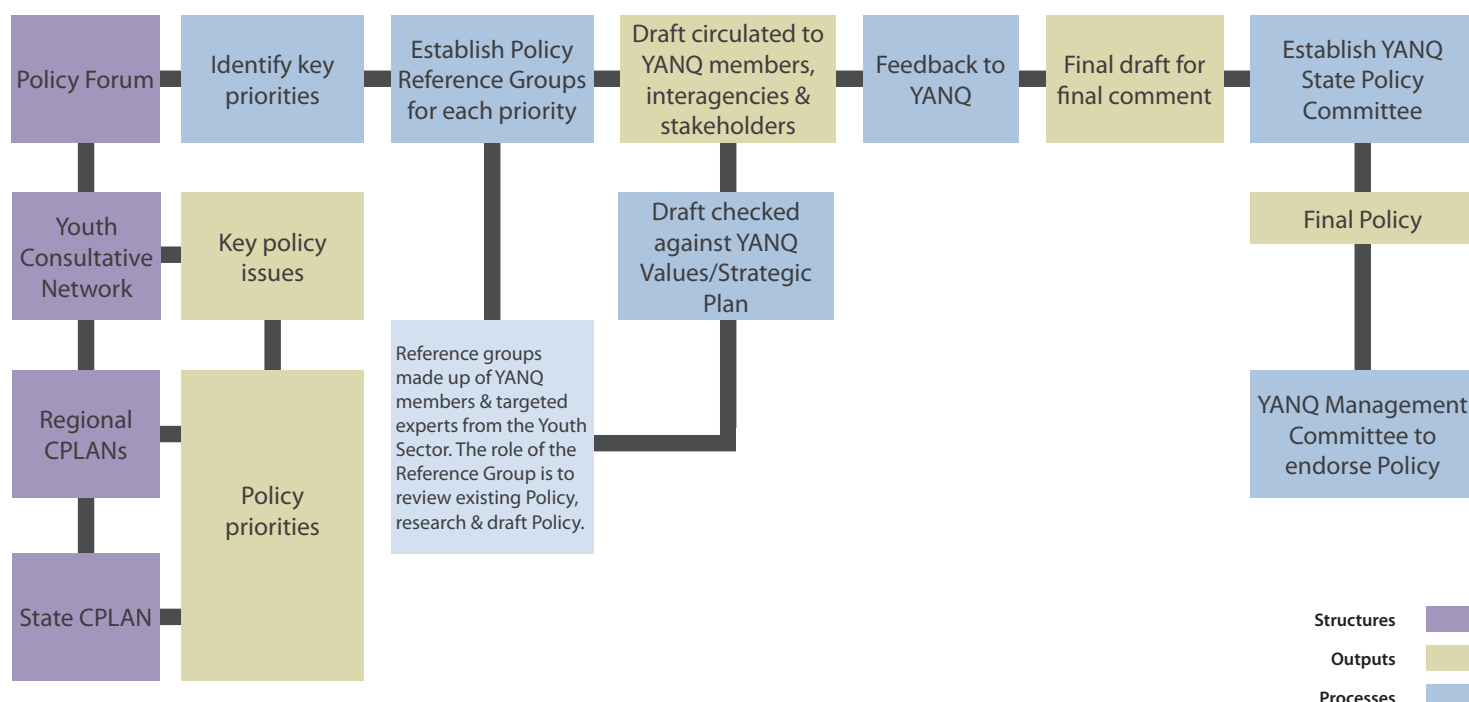 Policy Forum
Identify key
priorities
Establish Policy
Reference Groups
for each priority
Draft circulated to
YANQ members,
interagencies &
stakeholders
Feedback to
YANQ
Final draft for
final comment
Establish YANQ
State Policy
Committee
Youth
Consultative
Network
Key policy
issues
Draft checked
against YANQ
Values/Strategic
Plan
Final Policy
Reference groups
made up of YANQ
members & targeted
experts from the Youth
Sector. The role of the
Reference Group is to
review existing Policy,
research & draft Policy.
Regional
CPLANs
Policy
priorities
YANQ Management
Committee to
endorse Policy
State CPLAN
Structures
Outputs
Processes